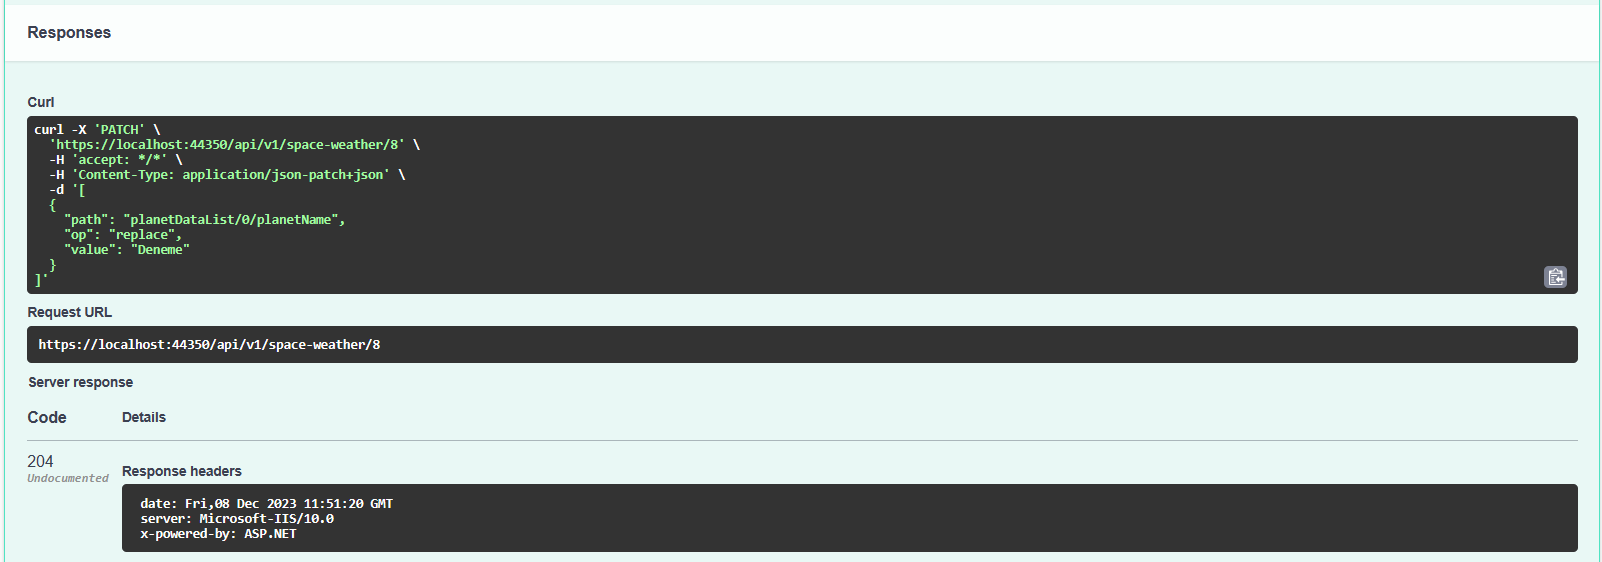 Responses
Curl
curl -X 'PATCH' \
  'https://localhost:44350/api/v1/space-weather/8' \
  -H 'accept: */*' \
  -H 'Content-Type: application/json-patch+json' \
  -d '[
  {
    "path": "planetDataList/0/planetName",
    "op": "replace",
    "value": "Deneme"
  }
]'
Request URL
https://localhost:44350/api/v1/space-weather/8
Server response
Code Details
204
Undocumented
Response headers
date: Fri,08 Dec 2023 11:51:20 GMT
server: Microsoft-IIS/10.0
x-powered-by: ASP.NET